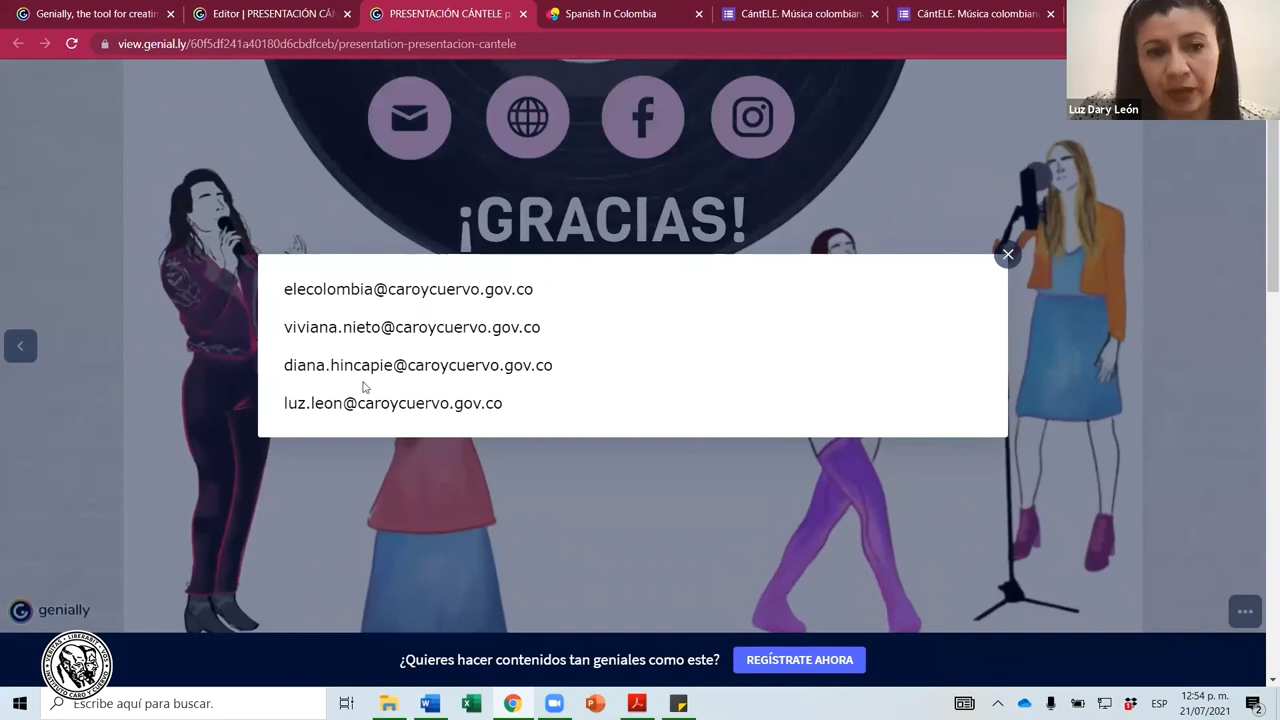 Genially, the tool for creatin
Editor | PRESENTACIÓN CÁN
PRESENTACIÓN CÁNTELE p
Spanish In Colombia
CántELE. Música colombian
CántELE. Música colombian
view.genial.ly/60f5df241a40180d6cbdfceb/presentation-presentacion-cantele
Luz Dary León
¡GRACIAS!
elecolombia@caroycuervo.gov.co
viviana.nieto@caroycuervo.gov.co
diana.hincapie@caroycuervo.gov.co
luz.leon@caroycuervo.gov.co
genially
¿Quieres hacer contenidos tan geniales como este?
REGÍSTRATE AHORA
Escribe aquí para buscar.
ESP
12:54 p. m.
21/07/2021
2